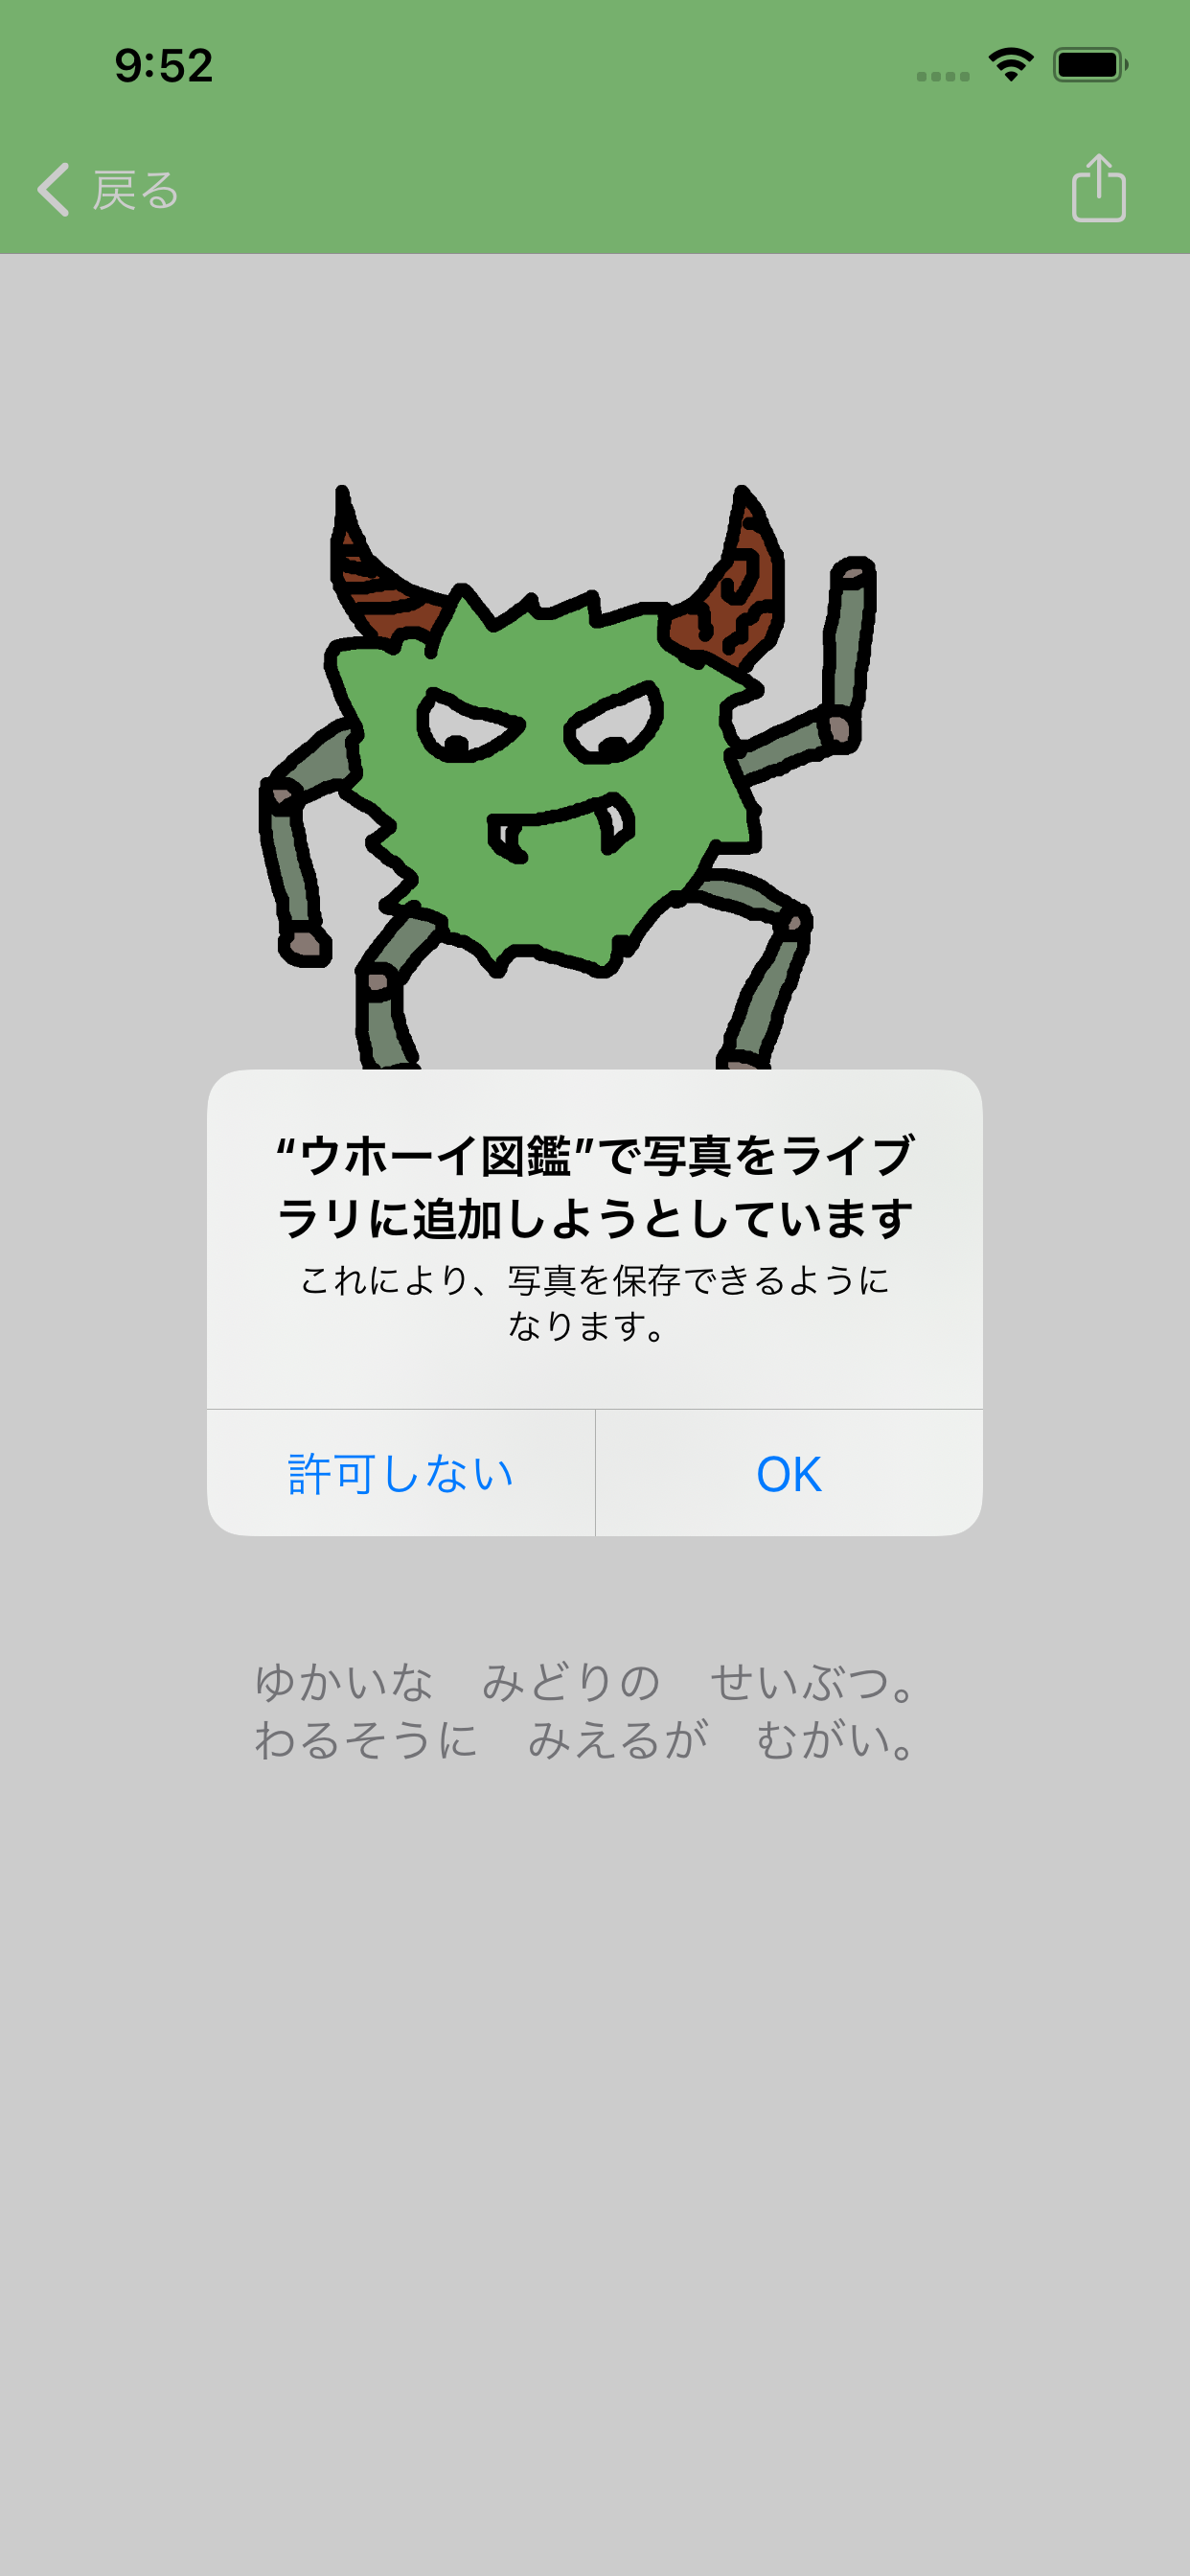 9:52
戻る
“ウホーイ図鑑”で写真をライブ
ラリに追加しようとしています
これにより、写真を保存できるように
なります。
許可しない
OK
ゆかいな　みどりの　せいぶつ。
わるそうに　みえるが　むがい。